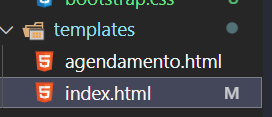 bootstrap.css
templates
agendamento.html
index.html M